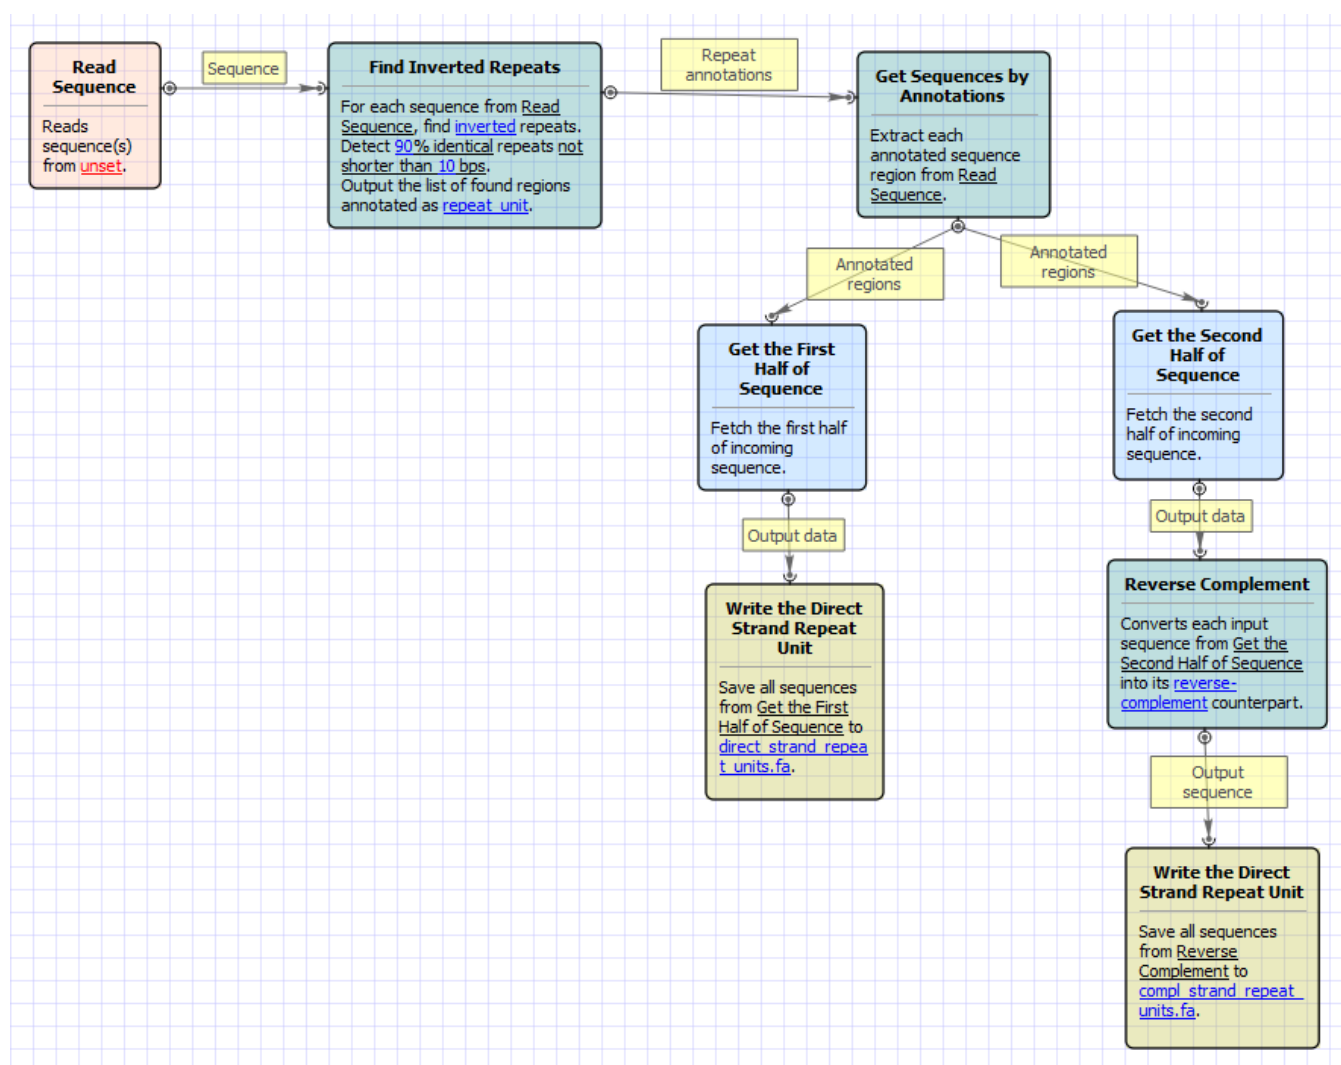 Read
Sequence
Reads
sequence(s)
from unset.
Sequence
Find Inverted Repeats
For each sequence from Read
Sequence, find inverted repeats.
Detect 90% identical repeats not
shorter than 10 bps.
Output the list of found regions
annotated as repeat_unit.
Repeat
annotations
Get Sequences by
Annotations
Extract each
annotated sequence
region from Read
Sequence.
Annotated
regions
Annotated
regions
Get the First
Half of
Sequence
Fetch the first half
of incoming
sequence.
Output data
Write the Direct
Strand Repeat
Unit
Save all sequences
from Get the First
Half of Sequence to
direct_strand_repea
t_units.fa.
Get the Second
Half of
Sequence
Fetch the second
half of incoming
sequence.
Output data
Reverse Complement
Converts each input
sequence from Get the
Second Half of Sequence
into its reverse-
complement counterpart.
Output
sequence
Write the Direct
Strand Repeat Unit
Save all sequences
from Reverse
Complement to
compl_strand_repeat_
units.fa.